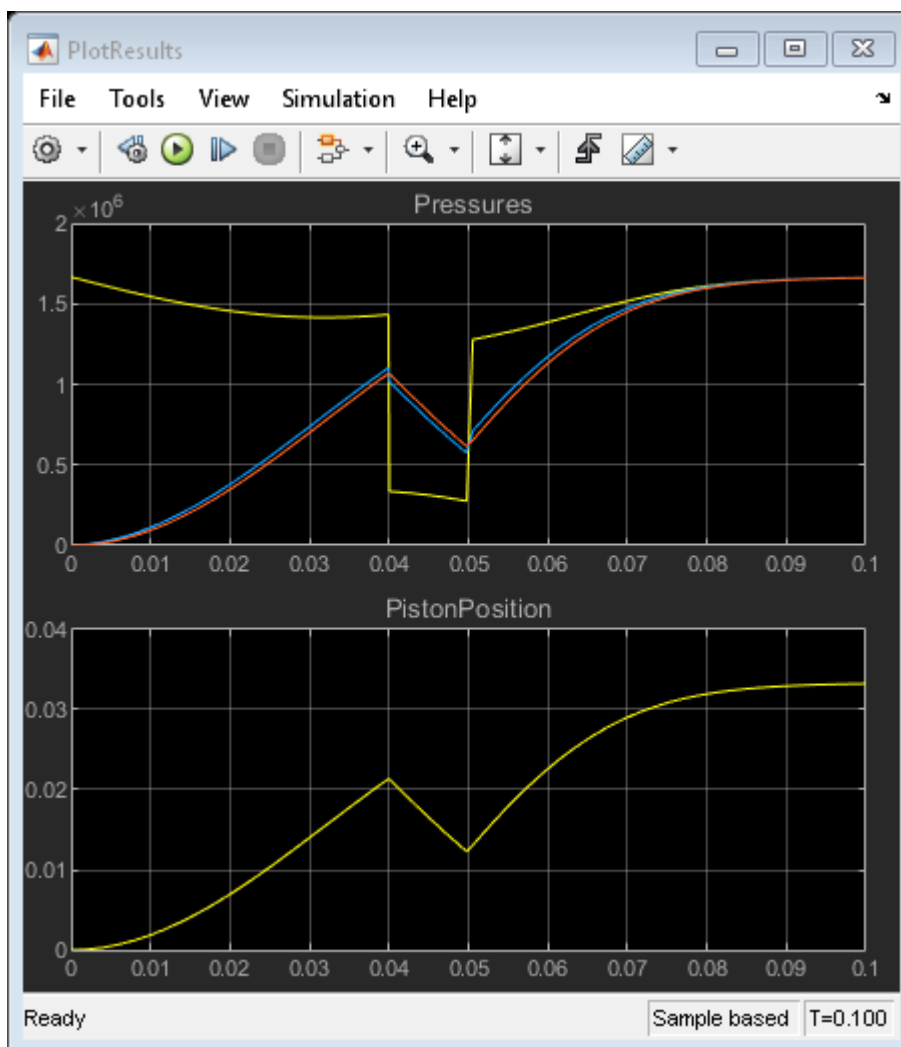 PlotResults
File Tools View Simulation Help
×10⁶
Pressures
2
1.5
1
0.5
0
0 0.01 0.02 0.03 0.04 0.05 0.06 0.07 0.08 0.09 0.1
PistonPosition
0.04
0.03
0.02
0.01
0
0 0.01 0.02 0.03 0.04 0.05 0.06 0.07 0.08 0.09 0.1
Ready Sample based T=0.100